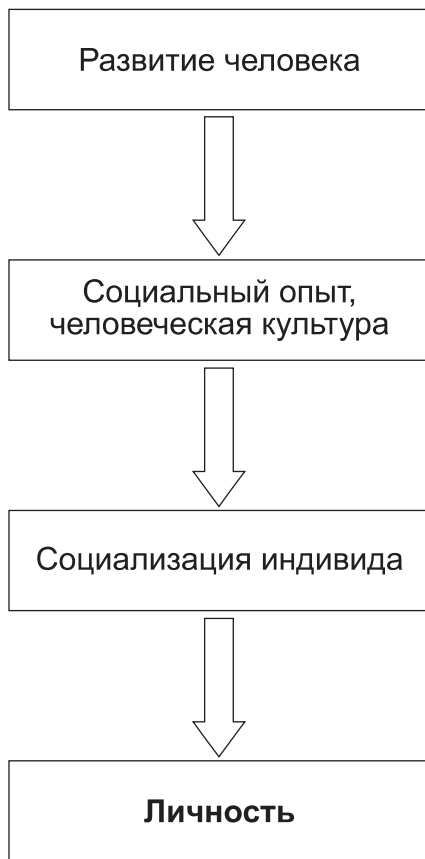 Развитие человека
Социальный опыт,
человеческая культура
Социализация индивида
Личность